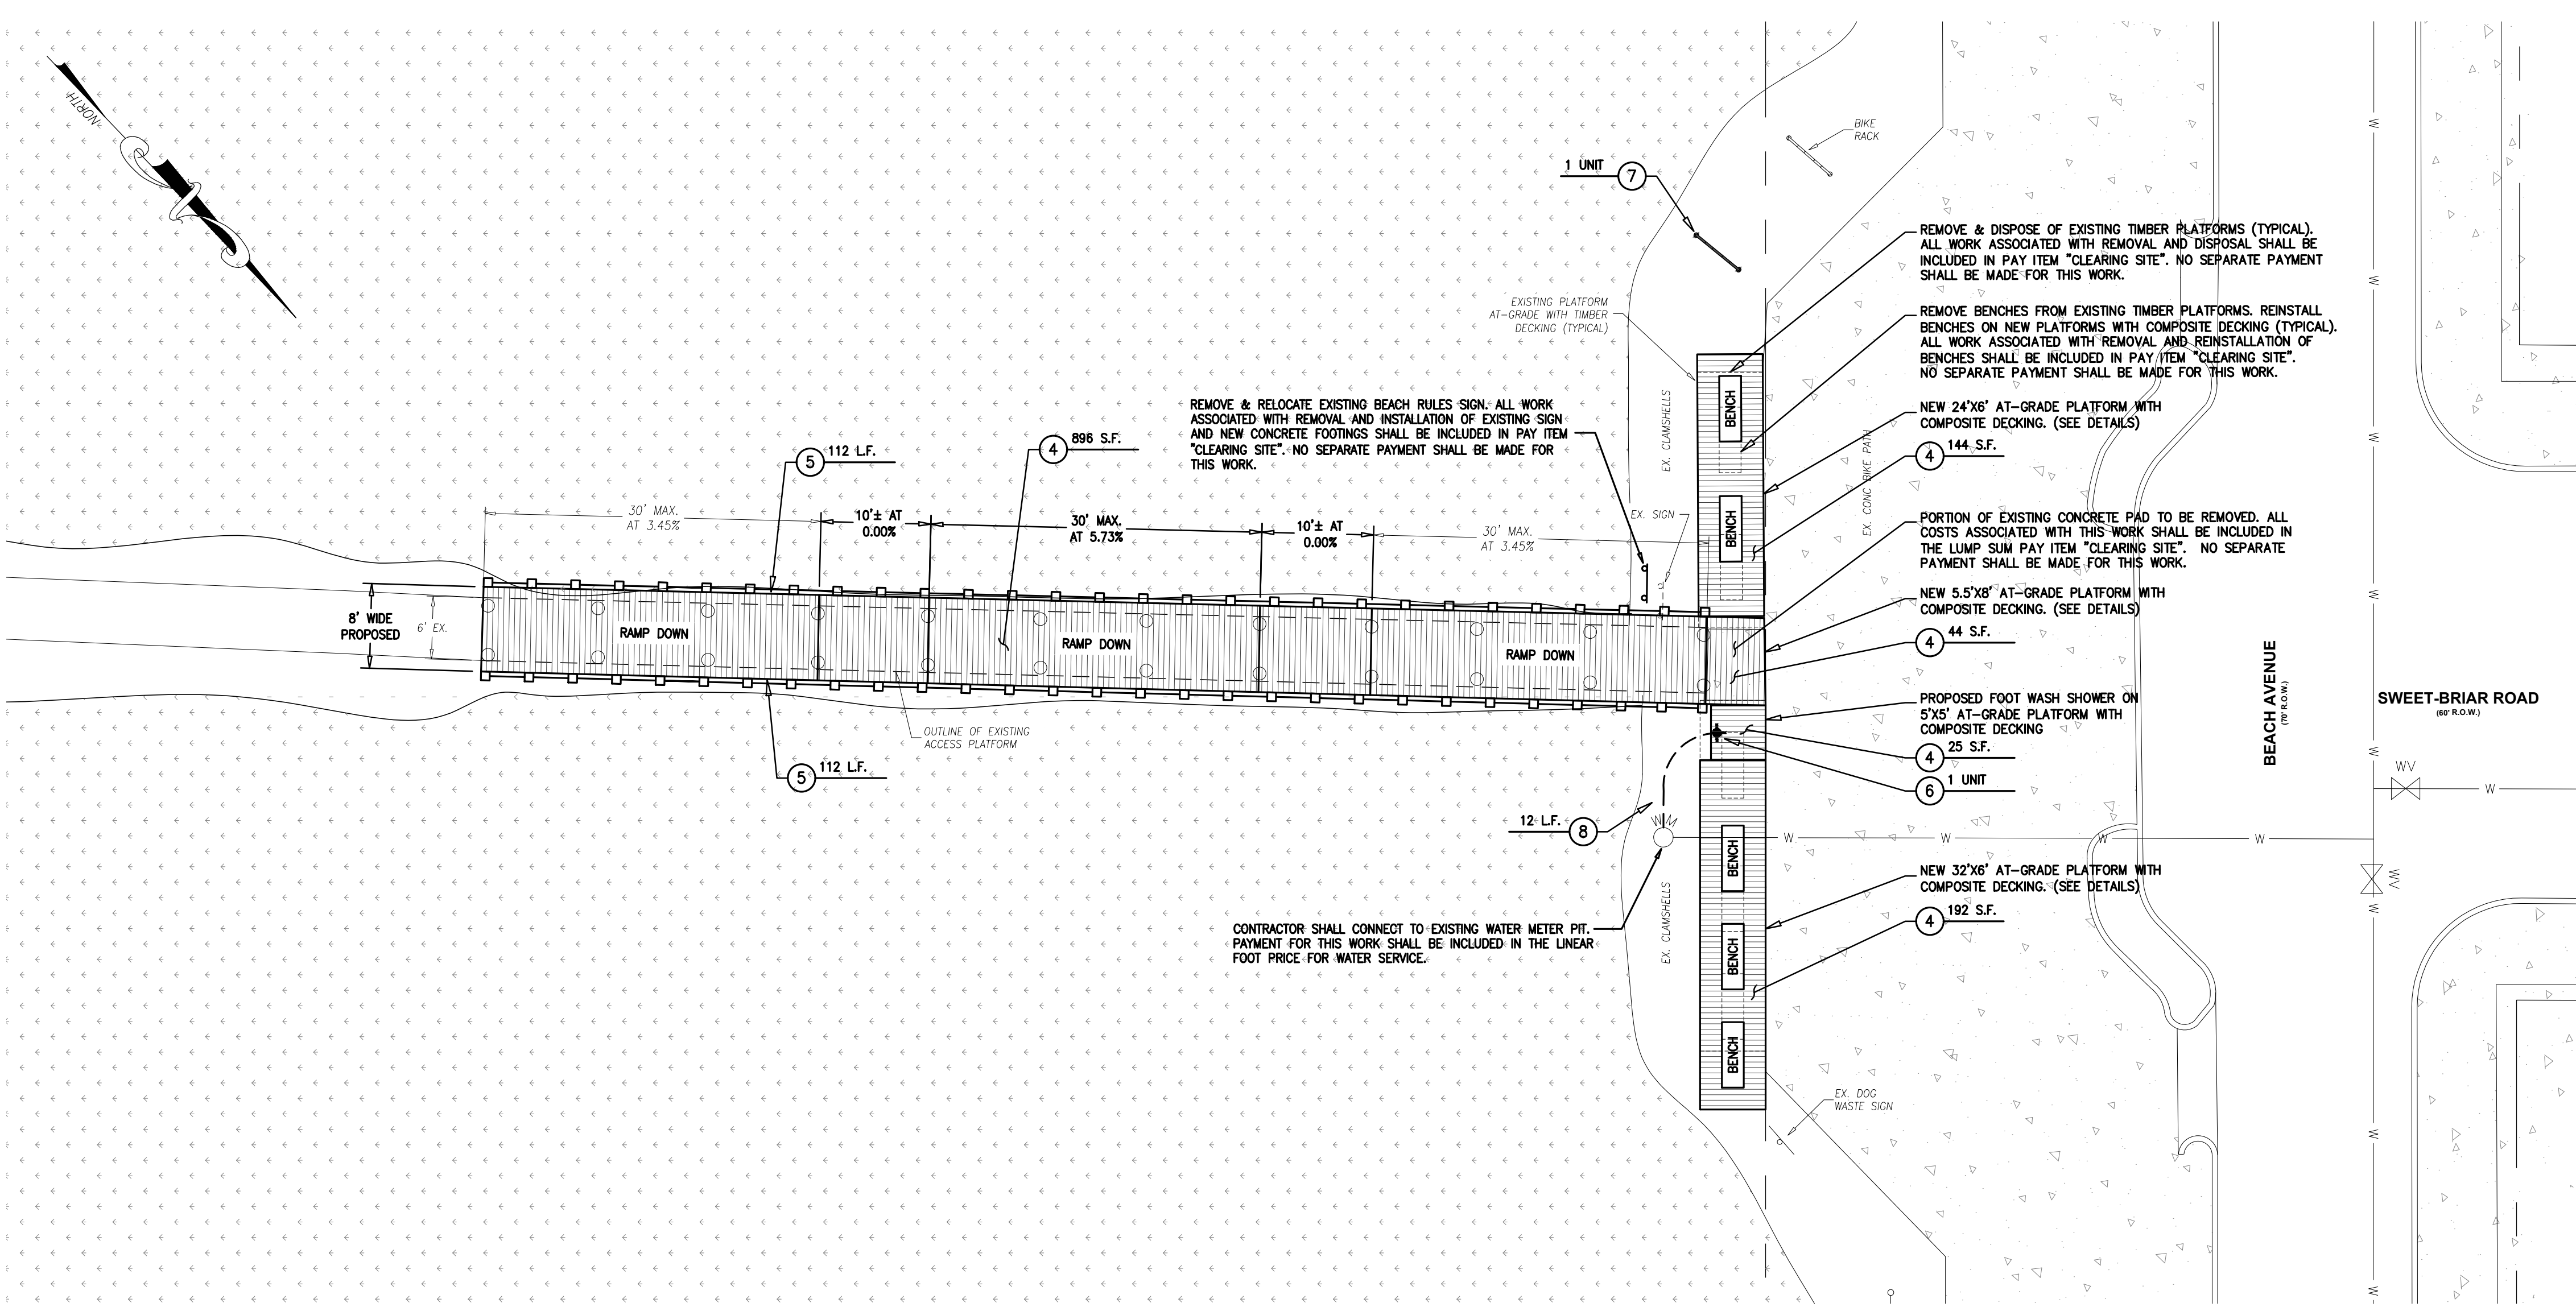 NORTH
BIKE
RACK
1 UNIT 7
REMOVE & DISPOSE OF EXISTING TIMBER PLATFORMS (TYPICAL).
ALL WORK ASSOCIATED WITH REMOVAL AND DISPOSAL SHALL BE
INCLUDED IN PAY ITEM "CLEARING SITE". NO SEPARATE PAYMENT
SHALL BE MADE FOR THIS WORK.
EXISTING PLATFORM
AT-GRADE WITH TIMBER
DECKING (TYPICAL)
REMOVE BENCHES FROM EXISTING TIMBER PLATFORMS. REINSTALL
BENCHES ON NEW PLATFORMS WITH COMPOSITE DECKING (TYPICAL).
ALL WORK ASSOCIATED WITH REMOVAL AND REINSTALLATION OF
BENCHES SHALL BE INCLUDED IN PAY ITEM "CLEARING SITE".
NO SEPARATE PAYMENT SHALL BE MADE FOR THIS WORK.
REMOVE & RELOCATE EXISTING BEACH RULES SIGN. ALL WORK
ASSOCIATED WITH REMOVAL AND INSTALLATION OF EXISTING SIGN
AND NEW CONCRETE FOOTINGS SHALL BE INCLUDED IN PAY ITEM
"CLEARING SITE". NO SEPARATE PAYMENT SHALL BE MADE FOR
THIS WORK.
EX. CLAMSHELLS
BENCH
BENCH
NEW 24'X6' AT-GRADE PLATFORM WITH
COMPOSITE DECKING. (SEE DETAILS)
4 144 S.F.
EX. CONC BIKE PATH
5 112 L.F.
4 896 S.F.
30' MAX.
AT 3.45%
10'± AT
0.00%
30' MAX.
AT 5.73%
10'± AT
0.00%
30' MAX.
AT 3.45%
EX. SIGN
PORTION OF EXISTING CONCRETE PAD TO BE REMOVED. ALL
COSTS ASSOCIATED WITH THIS WORK SHALL BE INCLUDED IN
THE LUMP SUM PAY ITEM "CLEARING SITE". NO SEPARATE
PAYMENT SHALL BE MADE FOR THIS WORK.
NEW 5.5'X8' AT-GRADE PLATFORM WITH
COMPOSITE DECKING. (SEE DETAILS)
4 44 S.F.
8' WIDE
PROPOSED
6' EX.
RAMP DOWN
RAMP DOWN
RAMP DOWN
OUTLINE OF EXISTING
ACCESS PLATFORM
5 112 L.F.
PROPOSED FOOT WASH SHOWER ON
5'X5' AT-GRADE PLATFORM WITH
COMPOSITE DECKING
4 25 S.F.
6 1 UNIT
BEACH AVENUE
(70' R.O.W.)
SWEET-BRIAR ROAD
(60' R.O.W.)
12 L.F. 8
WM
W
W
W
W
W
W
W
W
W
W
W
W
W
W
WV
WV
BENCH
BENCH
BENCH
NEW 32'X6' AT-GRADE PLATFORM WITH
COMPOSITE DECKING. (SEE DETAILS)
4 192 S.F.
CONTRACTOR SHALL CONNECT TO EXISTING WATER METER PIT.
PAYMENT FOR THIS WORK SHALL BE INCLUDED IN THE LINEAR
FOOT PRICE FOR WATER SERVICE.
EX. CLAMSHELLS
EX. DOG
WASTE SIGN